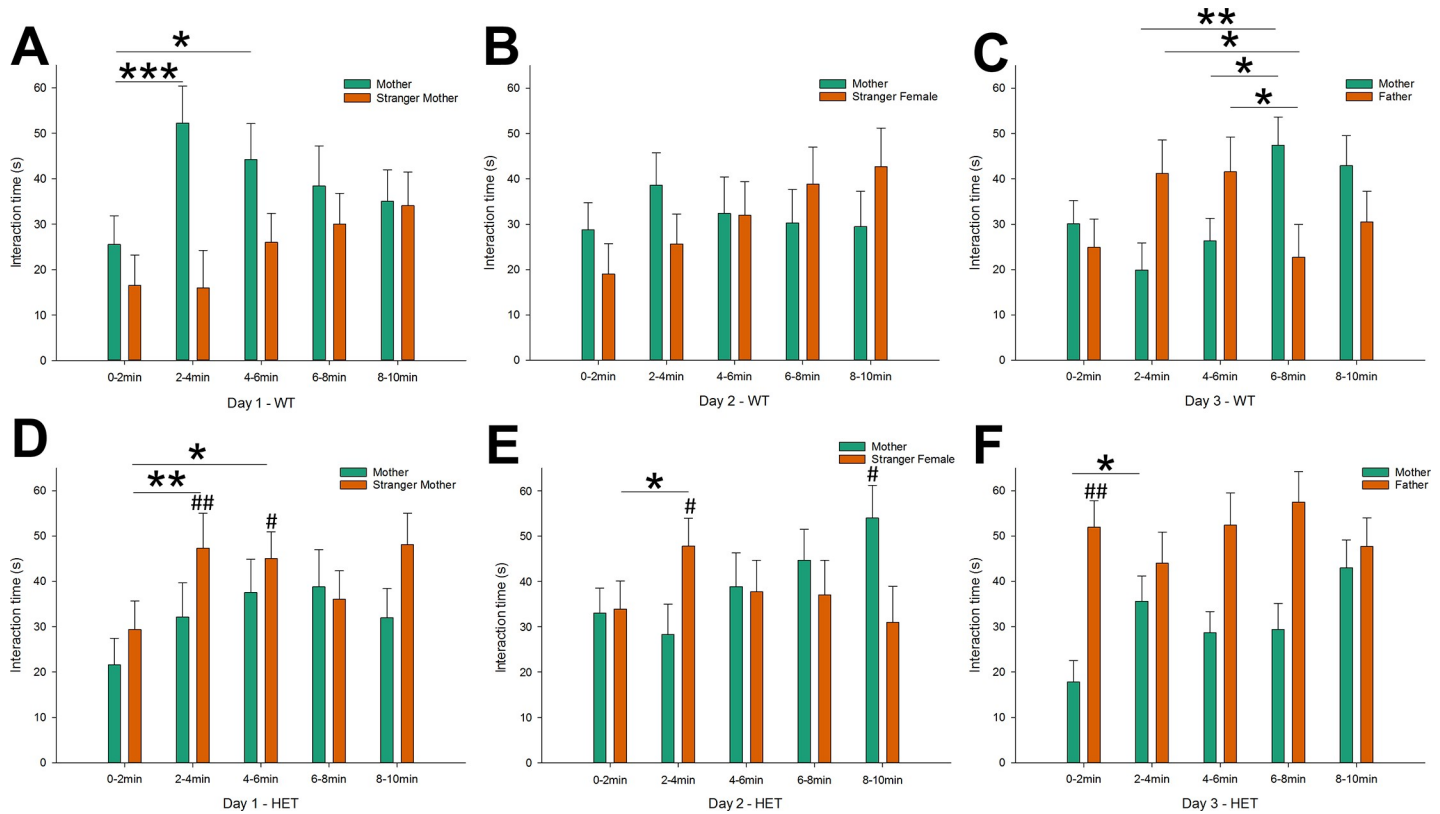 A
*
***
Mother
Stranger Mother
Interaction time (s)
60
50
40
30
20
10
0
0-2min 2-4min 4-6min 6-8min 8-10min
Day 1 - WT
B
Mother
Stranger Female
Interaction time (s)
60
50
40
30
20
10
0
0-2min 2-4min 4-6min 6-8min 8-10min
Day 2 - WT
C
**
*
*
*
Mother
Father
Interaction time (s)
60
50
40
30
20
10
0
0-2min 2-4min 4-6min 6-8min 8-10min
Day 3 - WT
D
*
**
##
#
Mother
Stranger Mother
Interaction time (s)
60
50
40
30
20
10
0
0-2min 2-4min 4-6min 6-8min 8-10min
Day 1 - HET
E
Mother
Stranger Female
*
#
#
Interaction time (s)
60
50
40
30
20
10
0
0-2min 2-4min 4-6min 6-8min 8-10min
Day 2 - HET
F
*
##
Mother
Father
Interaction time (s)
60
50
40
30
20
10
0
0-2min 2-4min 4-6min 6-8min 8-10min
Day 3 - HET